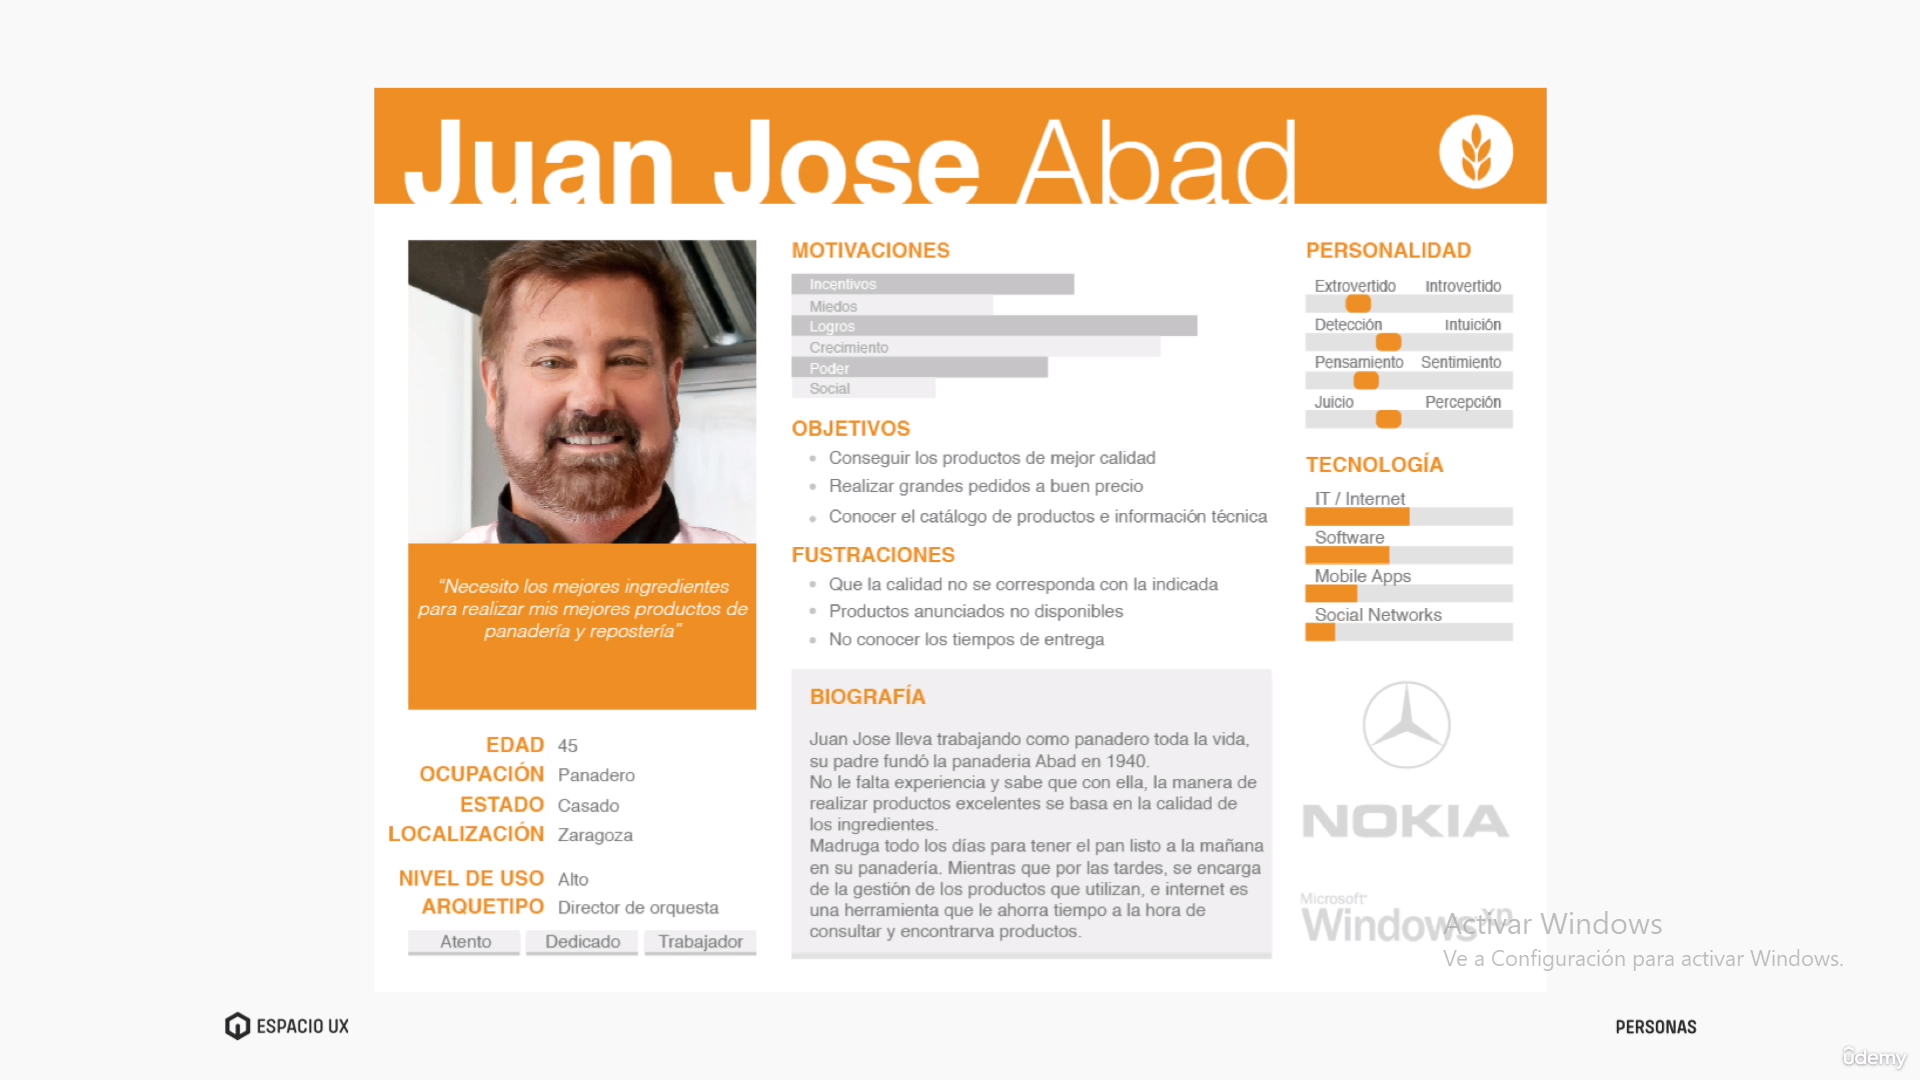 Juan Jose Abad
"Necesito los mejores ingredientes
para realizar mis mejores productos de
panadería y repostería"
EDAD 45
OCUPACIÓN Panadero
ESTADO Casado
LOCALIZACIÓN Zaragoza
NIVEL DE USO Alto
ARQUETIPO Director de orquesta
Atento Dedicado Trabajador
MOTIVACIONES
Incentivos
Miedos
Logros
Crecimiento
Poder
Social
OBJETIVOS
Conseguir los productos de mejor calidad
Realizar grandes pedidos a buen precio
Conocer el catálogo de productos e información técnica
FUSTRACIONES
Que la calidad no se corresponda con la indicada
Productos anunciados no disponibles
No conocer los tiempos de entrega
BIOGRAFÍA
Juan Jose lleva trabajando como panadero toda la vida,
su padre fundó la panaderia Abad en 1940.
No le falta experiencia y sabe que con ella, la manera de
realizar productos excelentes se basa en la calidad de
los ingredientes.
Madruga todo los días para tener el pan listo a la mañana
en su panadería. Mientras que por las tardes, se encarga
de la gestión de los productos que utilizan, e internet es
una herramienta que le ahorra tiempo a la hora de
consultar y encontrarva productos.
PERSONALIDAD
Extrovertido Introvertido
Detección Intuición
Pensamiento Sentimiento
Juicio Percepción
TECNOLOGÍA
IT / Internet
Software
Mobile Apps
Social Networks
NOKIA
Microsoft
Windows xp
Activar Windows
Ve a Configuración para activar Windows.
ESPACIO UX
PERSONAS
ûdemy